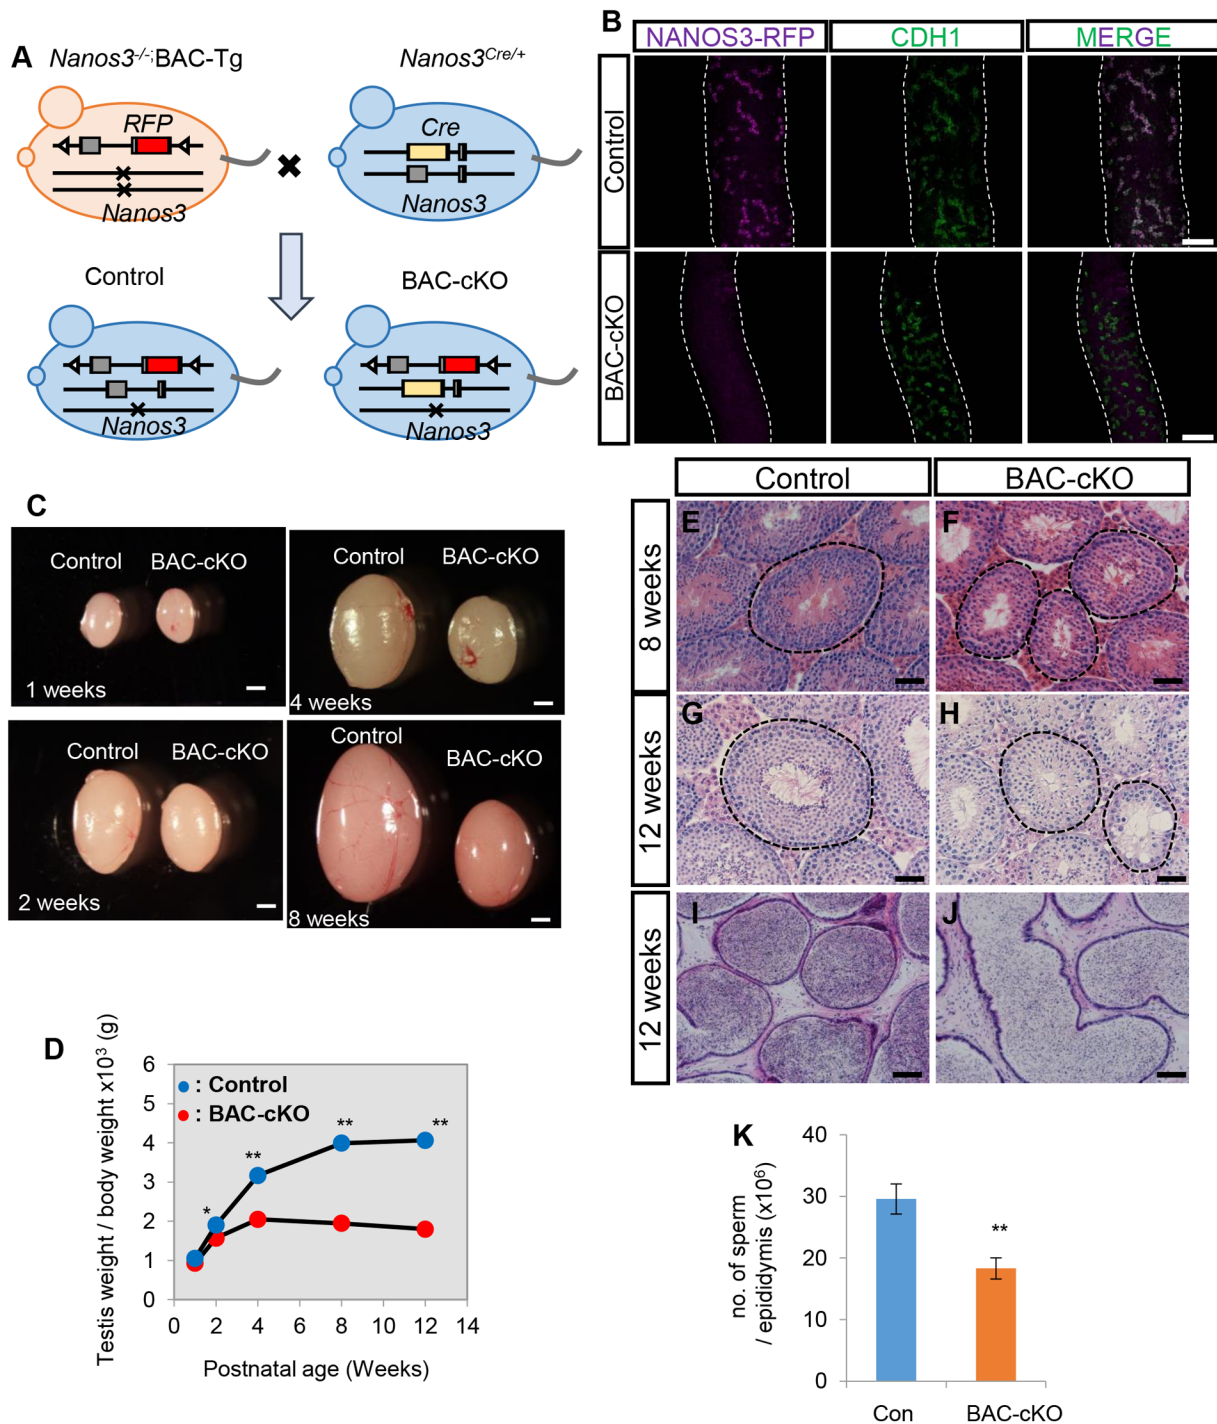 A
Nanos3-/-;BAC-Tg
Nanos3Cre/+
RFP
Cre
Nanos3
Nanos3
Control
BAC-cKO
Nanos3
Nanos3
B
NANOS3-RFP
CDH1
MERGE
Control
BAC-cKO
C
Control
BAC-cKO
1 weeks
Control
BAC-cKO
4 weeks
Control
BAC-cKO
2 weeks
Control
BAC-cKO
8 weeks
D
Testis weight / body weight x10³ (g)
6
5
4
3
2
1
0
: Control
: BAC-cKO
*
**
**
**
0 2 4 6 8 10 12 14
Postnatal age (Weeks)
Control
BAC-cKO
8 weeks
E
F
12 weeks
G
H
12 weeks
I
J
K
no. of sperm
/ epididymis (x10⁶)
40
30
20
10
0
**
Con
BAC-cKO